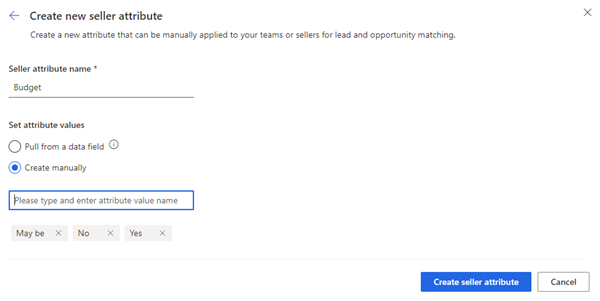 Create new seller attribute
Create a new attribute that can be manually applied to your teams or sellers for lead and opportunity matching.
Seller attribute name *
Budget
Set attribute values
Pull from a data field
Create manually
Please type and enter attribute value name
May be No Yes
Create seller attribute Cancel